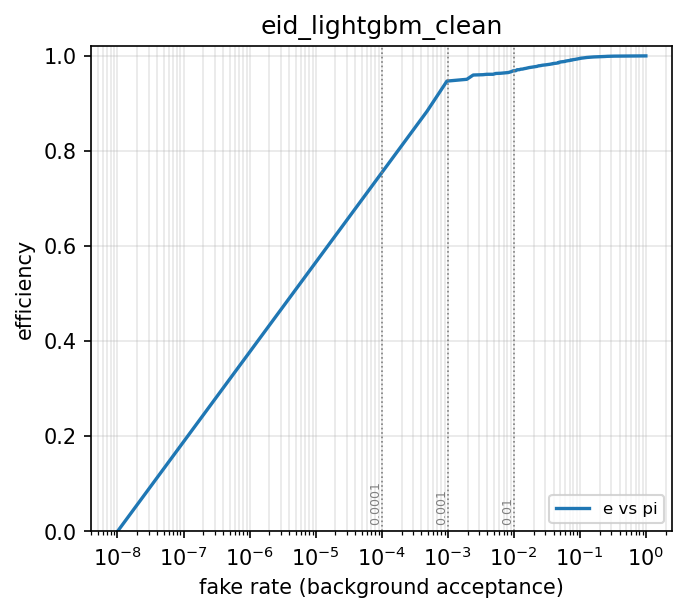 eid_lightgbm_clean
efficiency
1.0
0.8
0.6
0.4
0.2
0.0
0.0001
0.001
0.01
e vs pi
10⁻⁸ 10⁻⁷ 10⁻⁶ 10⁻⁵ 10⁻⁴ 10⁻³ 10⁻² 10⁻¹ 10⁰
fake rate (background acceptance)